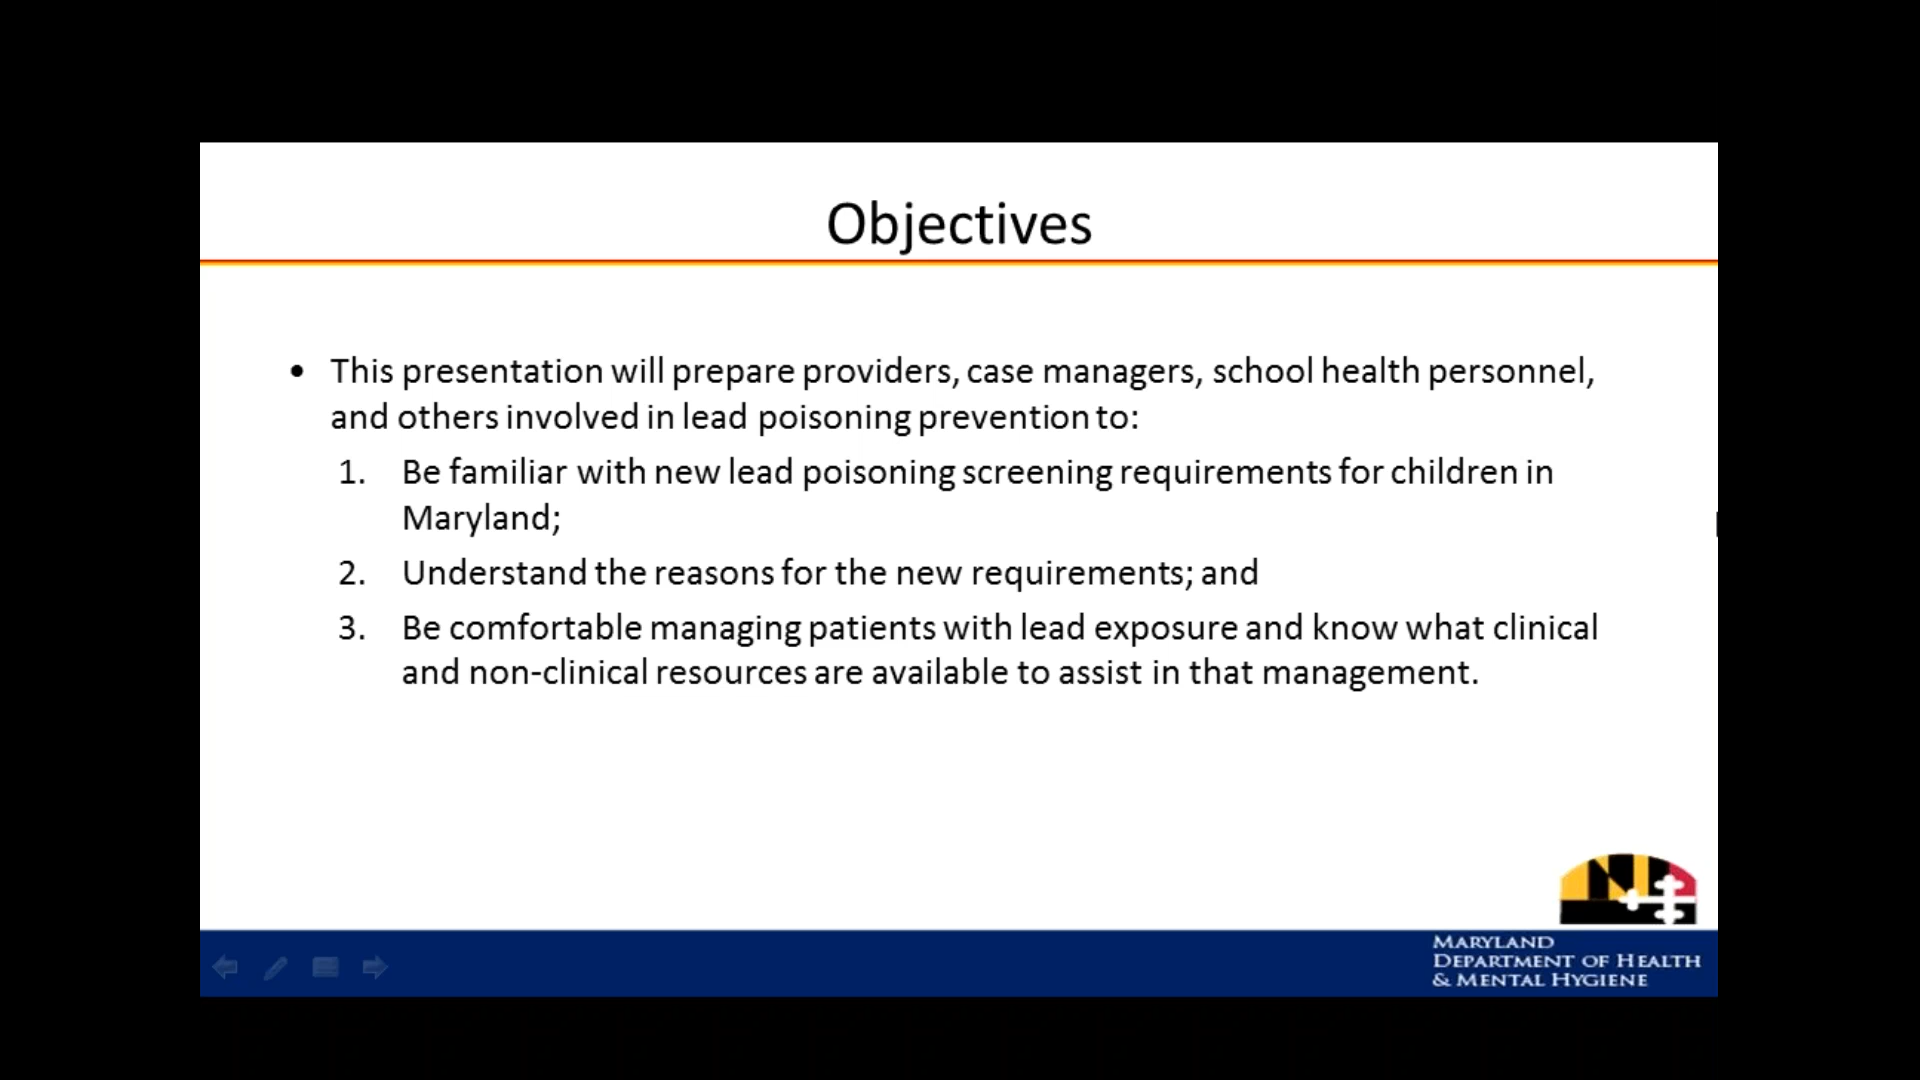 Objectives
• This presentation will prepare providers, case managers, school health personnel,
and others involved in lead poisoning prevention to:
1. Be familiar with new lead poisoning screening requirements for children in
Maryland;
2. Understand the reasons for the new requirements; and
3. Be comfortable managing patients with lead exposure and know what clinical
and non-clinical resources are available to assist in that management.
MARYLAND
DEPARTMENT OF HEALTH
& MENTAL HYGIENE